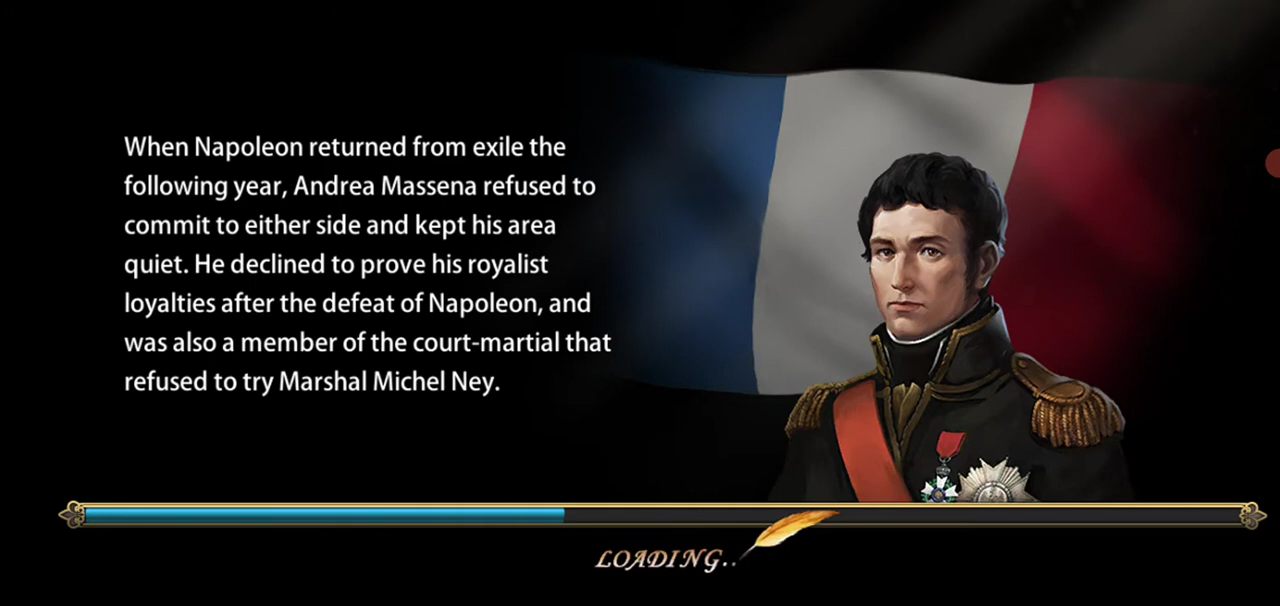 When Napoleon returned from exile the
following year, Andrea Massena refused to
commit to either side and kept his area
quiet. He declined to prove his royalist
loyalties after the defeat of Napoleon, and
was also a member of the court-martial that
refused to try Marshal Michel Ney.
LOADING..